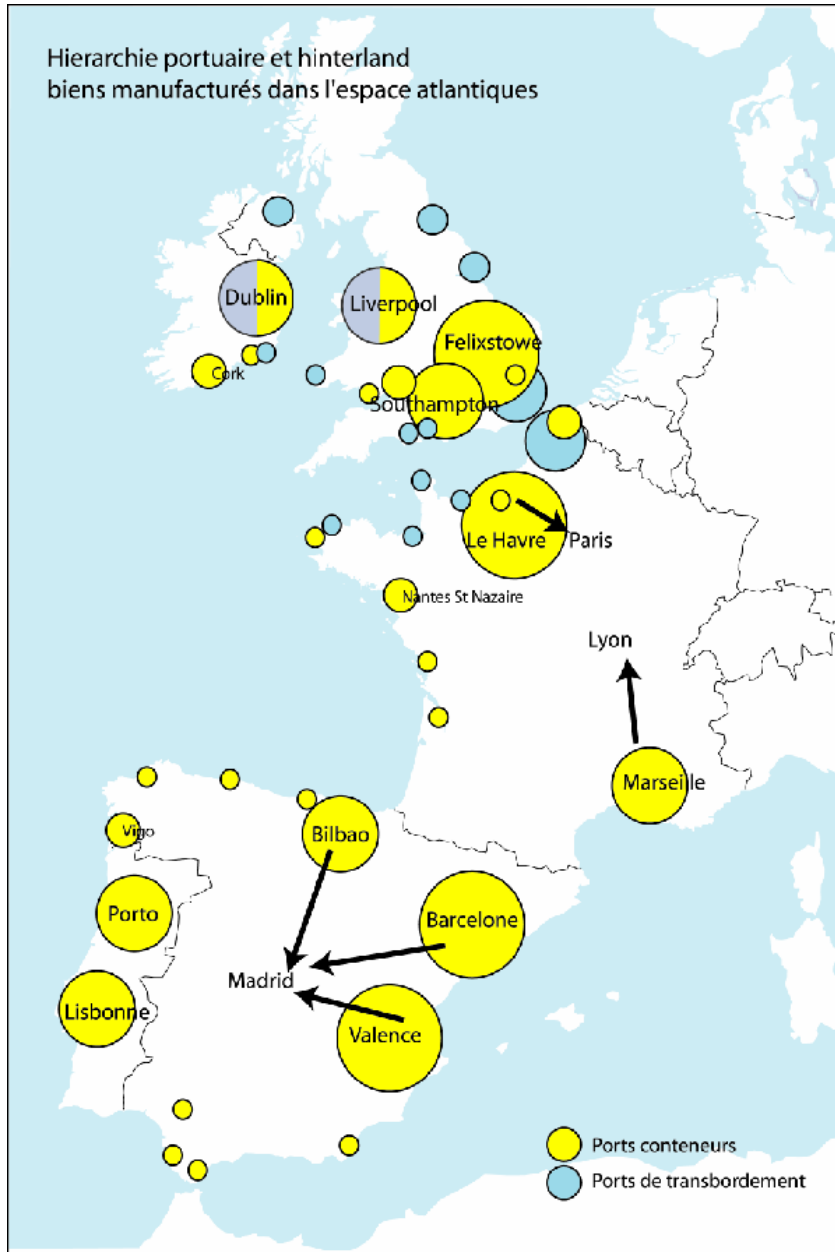 Hierarchie portuaire et hinterland
biens manufacturés dans l'espace atlantiques
Dublin
Liverpool
Felixstowe
Cork
Southampton
Le Havre
Paris
Nantes St Nazaire
Lyon
Marseille
Vigo
Bilbao
Porto
Barcelone
Madrid
Lisbonne
Valence
Ports conteneurs
Ports de transbordement